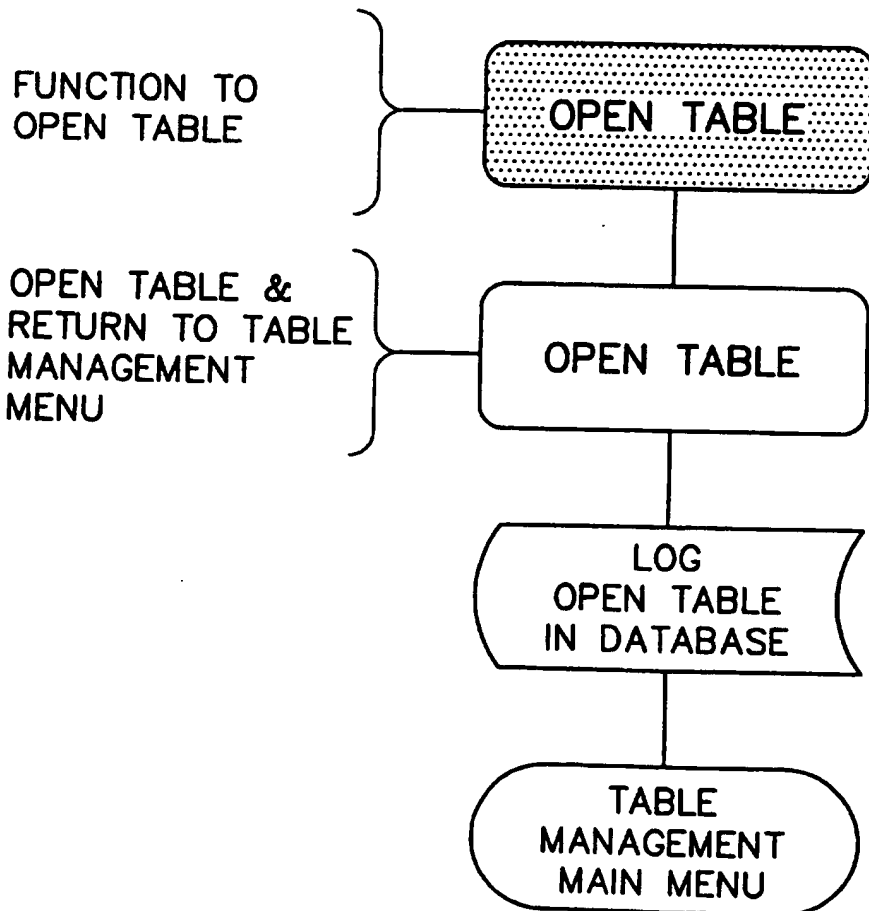 FUNCTION TO
OPEN TABLE
OPEN TABLE
OPEN TABLE &
RETURN TO TABLE
MANAGEMENT
MENU
OPEN TABLE
LOG
OPEN TABLE
IN DATABASE
TABLE
MANAGEMENT
MAIN MENU